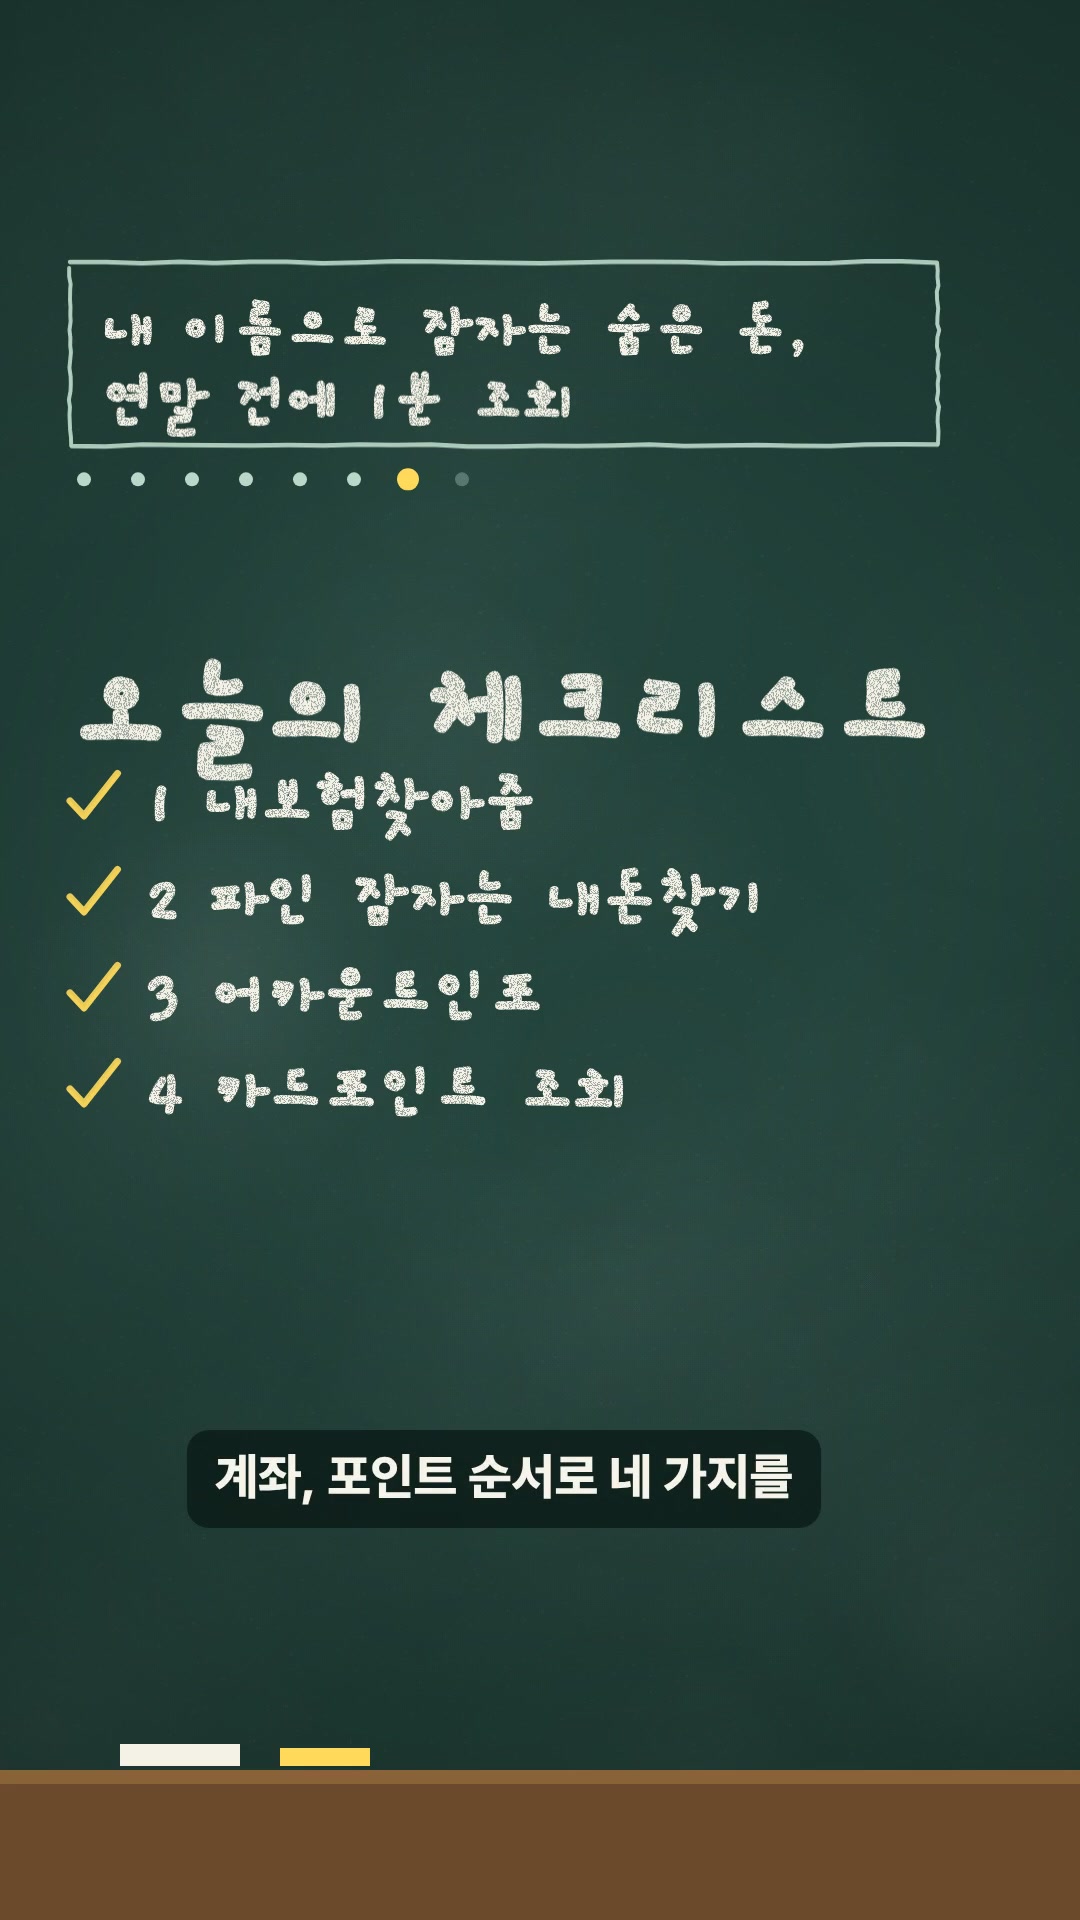 내 이름으로 잠자는 숨은 돈,
연말 전에 1분 조회
오늘의 체크리스트
1 내보험찾아줌
2 파인 잠자는 내돈찾기
3 어카운트인포
4 카드포인트 조회
계좌, 포인트 순서로 네 가지를